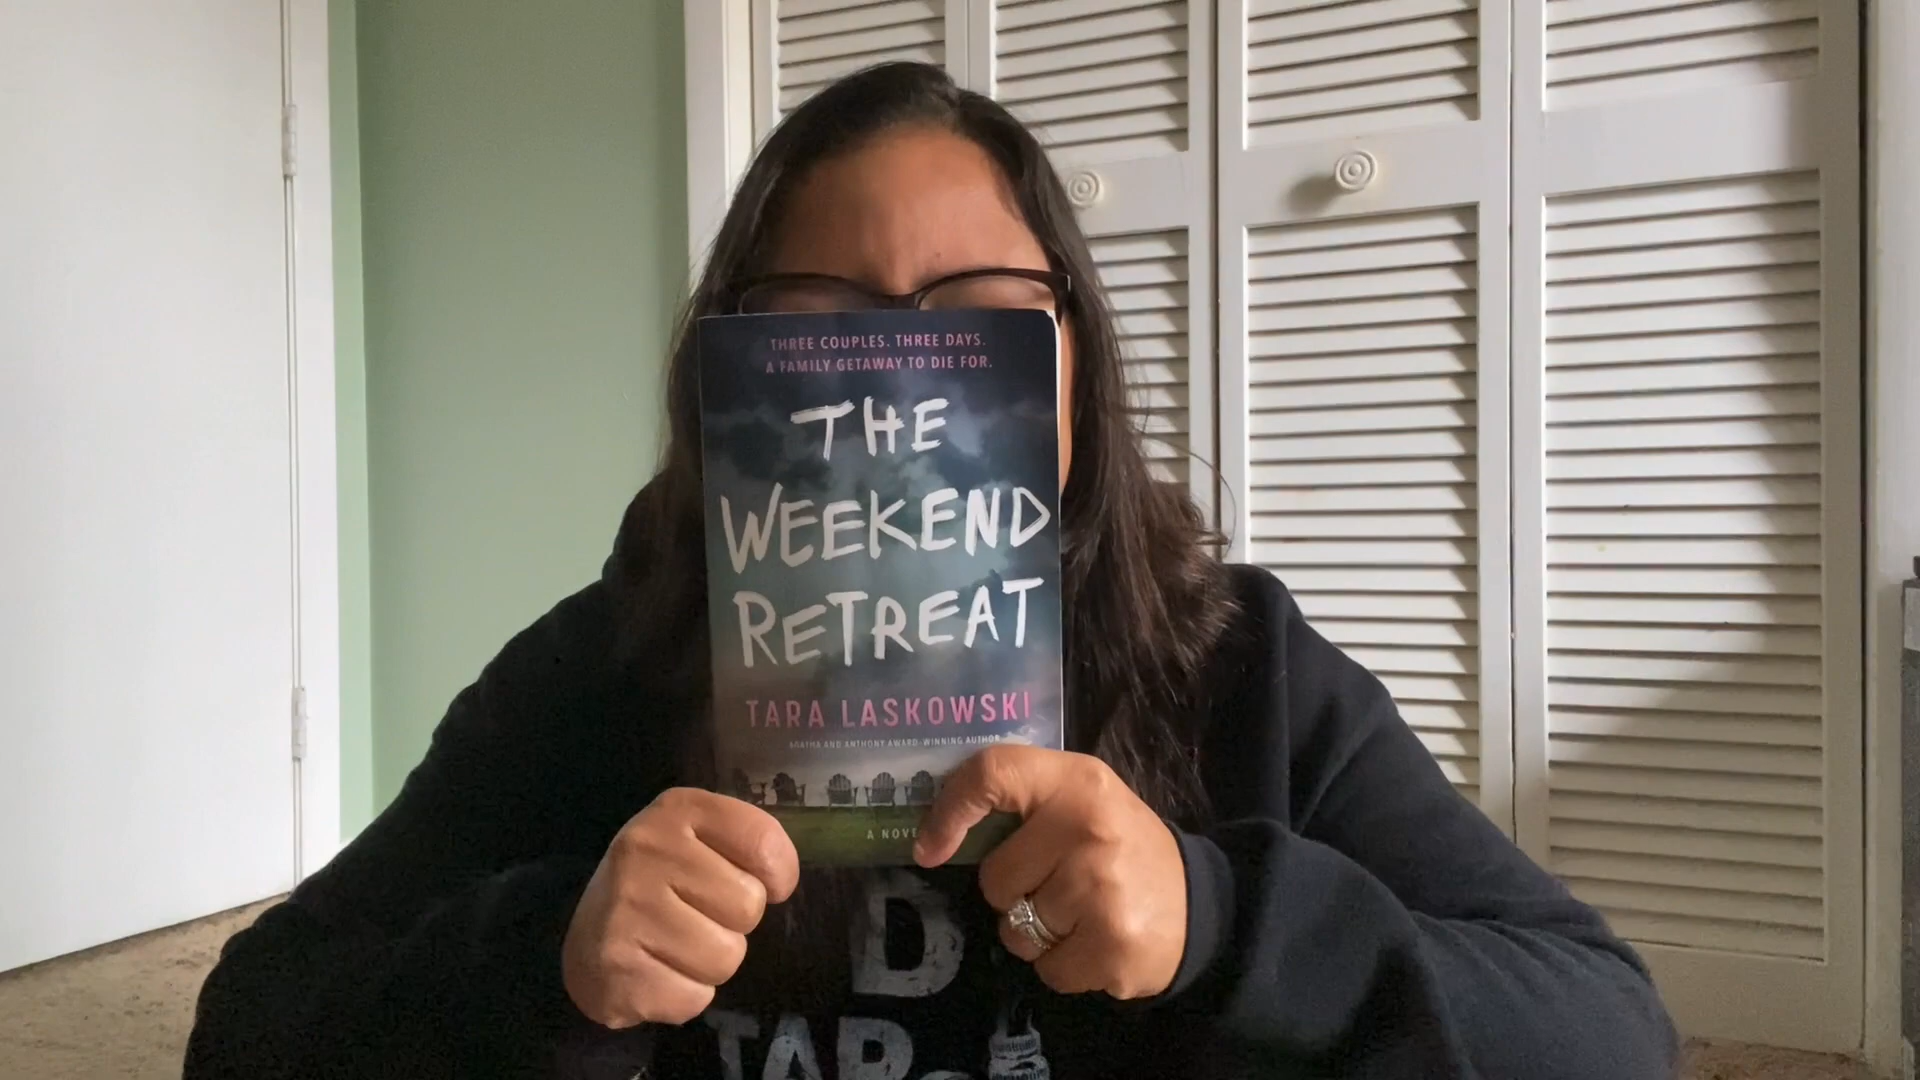 THREE COUPLES. THREE DAYS.
A FAMILY GETAWAY TO DIE FOR.
THE
WEEKEND
RETREAT
TARA LASKOWSKI
AGATHA AND ANTHONY AWARD-WINNING AUTHOR
A NOVE
D